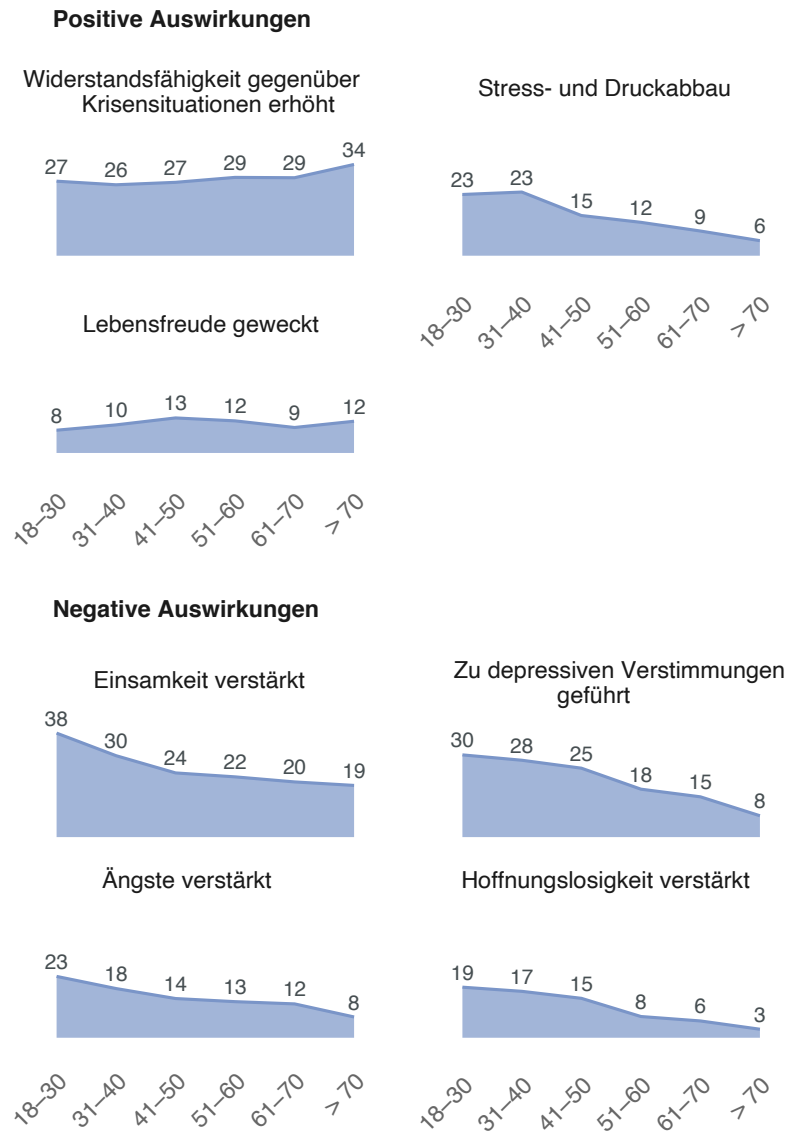 Positive Auswirkungen
Widerstandsfähigkeit gegenüber
Krisensituationen erhöht
27 26 27 29 29 34
Stress- und Druckabbau
23 23 15 12 9 6
18–30 31–40 41–50 51–60 61–70 > 70
Lebensfreude geweckt
8 10 13 12 9 12
18–30 31–40 41–50 51–60 61–70 > 70
Negative Auswirkungen
Einsamkeit verstärkt
38 30 24 22 20 19
Zu depressiven Verstimmungen
geführt
30 28 25 18 15 8
Ängste verstärkt
23 18 14 13 12 8
18–30 31–40 41–50 51–60 61–70 > 70
Hoffnungslosigkeit verstärkt
19 17 15 8 6 3
18–30 31–40 41–50 51–60 61–70 > 70